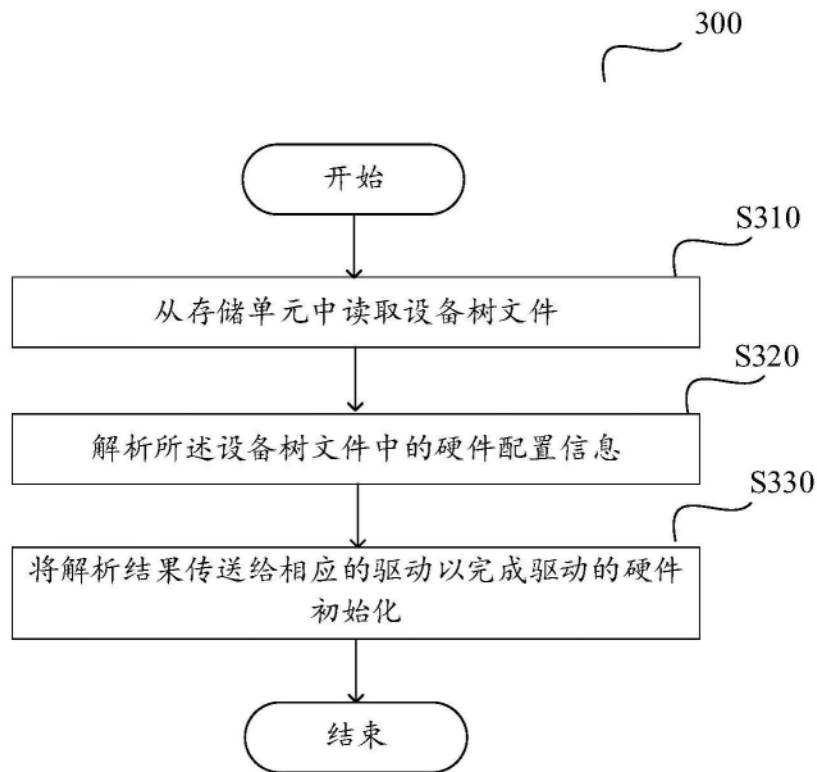 300
开始
S310
从存储单元中读取设备树文件
S320
解析所述设备树文件中的硬件配置信息
S330
将解析结果传送给相应的驱动以完成驱动的硬件
初始化
结束